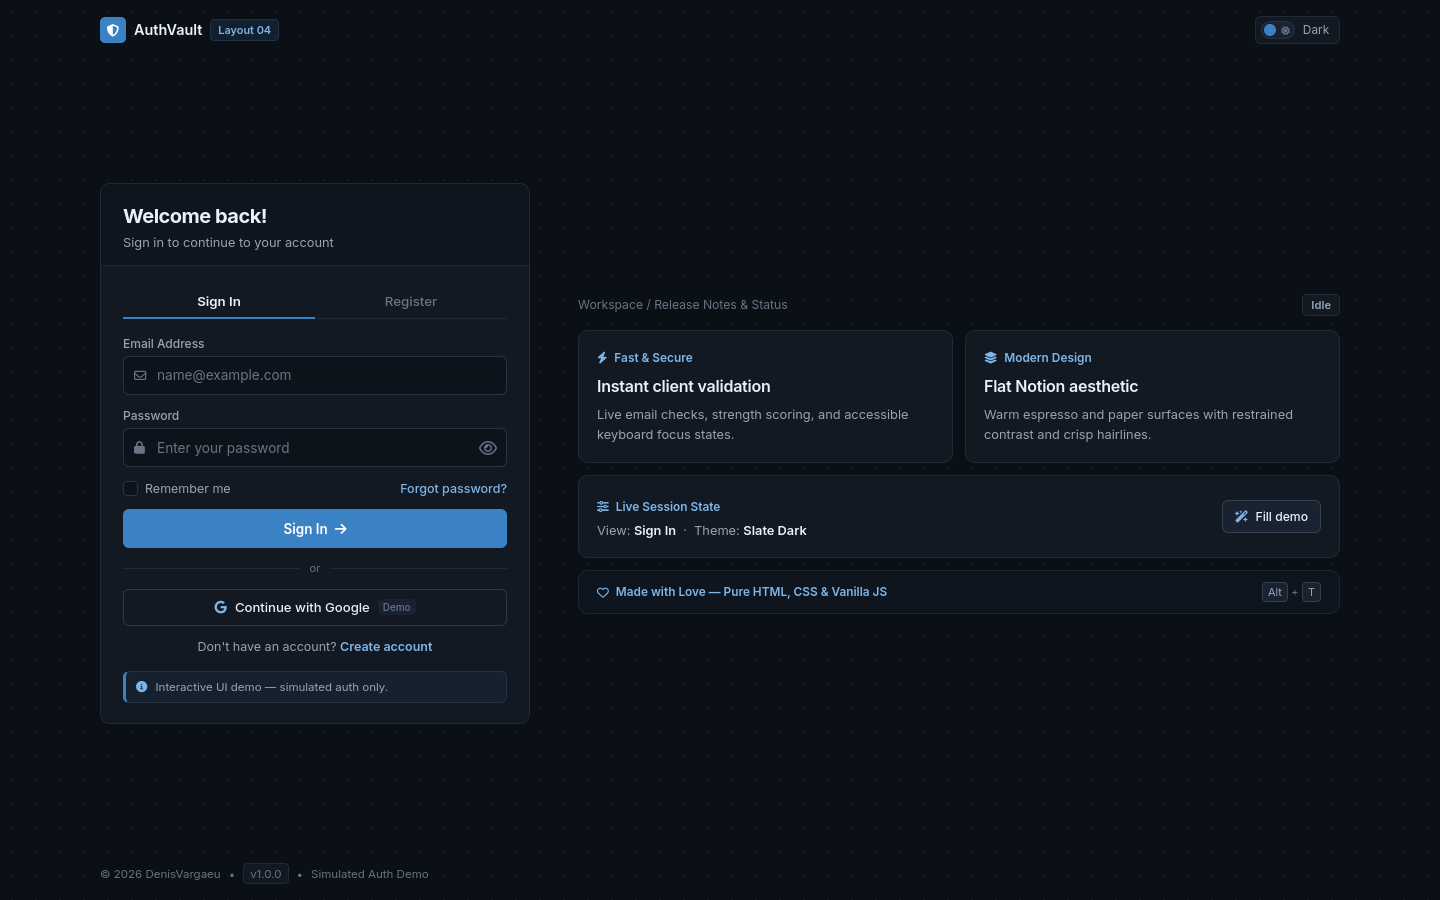 AuthVault Layout 04
Dark
Welcome back!
Sign in to continue to your account
Sign In Register
Email Address
name@example.com
Password
Enter your password
Remember me Forgot password?
Sign In
or
Continue with Google Demo
Don't have an account? Create account
Interactive UI demo — simulated auth only.
Workspace / Release Notes & Status Idle
Fast & Secure
Instant client validation
Live email checks, strength scoring, and accessible
keyboard focus states.
Modern Design
Flat Notion aesthetic
Warm espresso and paper surfaces with restrained
contrast and crisp hairlines.
Live Session State
View: Sign In · Theme: Slate Dark
Fill demo
Made with Love — Pure HTML, CSS & Vanilla JS
Alt + T
© 2026 DenisVargaeu • v1.0.0 • Simulated Auth Demo